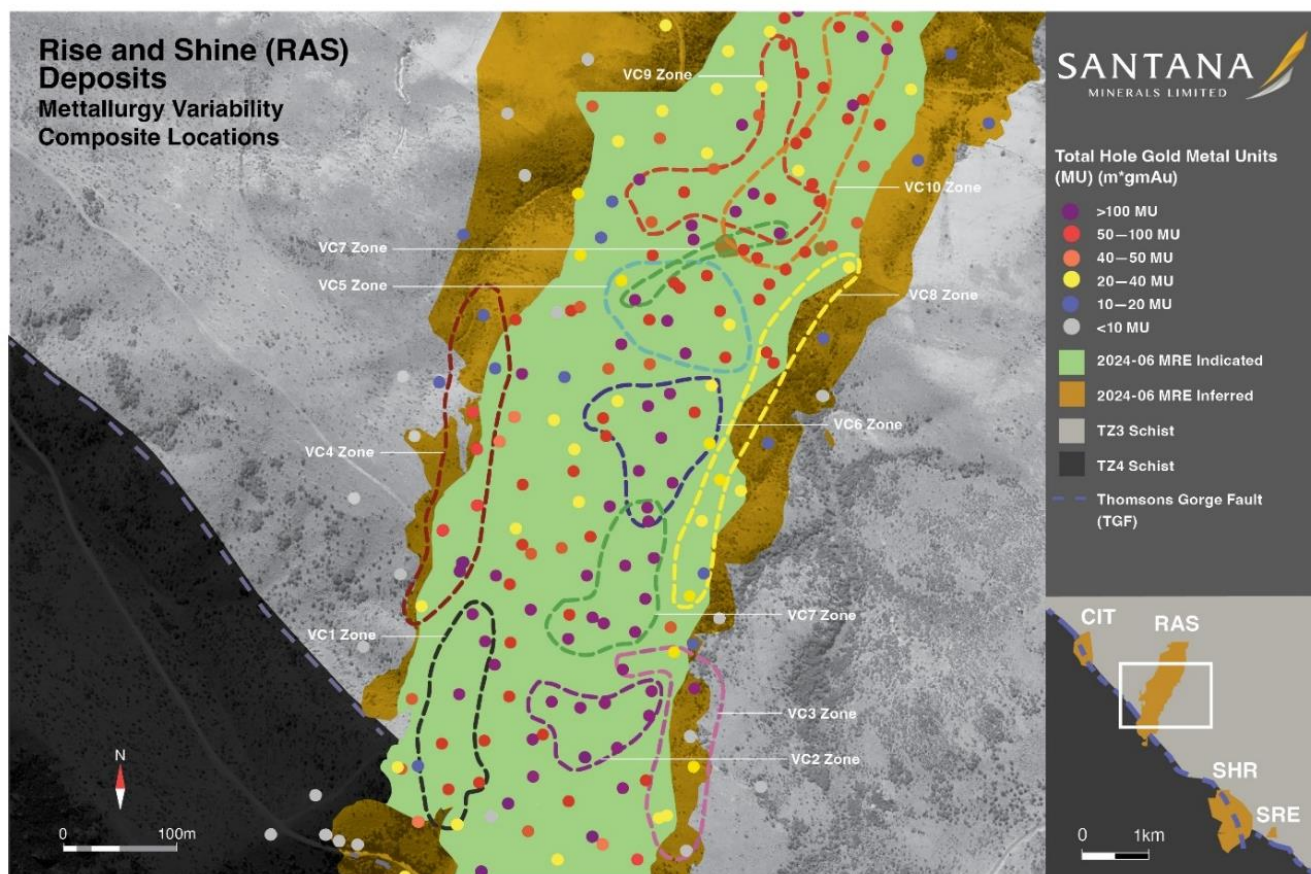 Rise and Shine (RAS)
Deposits
Mettallurgy Variability
Composite Locations
VC9 Zone
VC10 Zone
VC7 Zone
VC5 Zone
VC8 Zone
VC6 Zone
VC4 Zone
VC1 Zone
VC7 Zone
VC3 Zone
VC2 Zone
N
0 100m
SANTANA
MINERALS LIMITED
Total Hole Gold Metal Units
(MU) (m*gmAu)
>100 MU
50—100 MU
40—50 MU
20—40 MU
10—20 MU
<10 MU
2024-06 MRE Indicated
2024-06 MRE Inferred
TZ3 Schist
TZ4 Schist
Thomsons Gorge Fault
(TGF)
CIT
RAS
SHR
SRE
0 1km